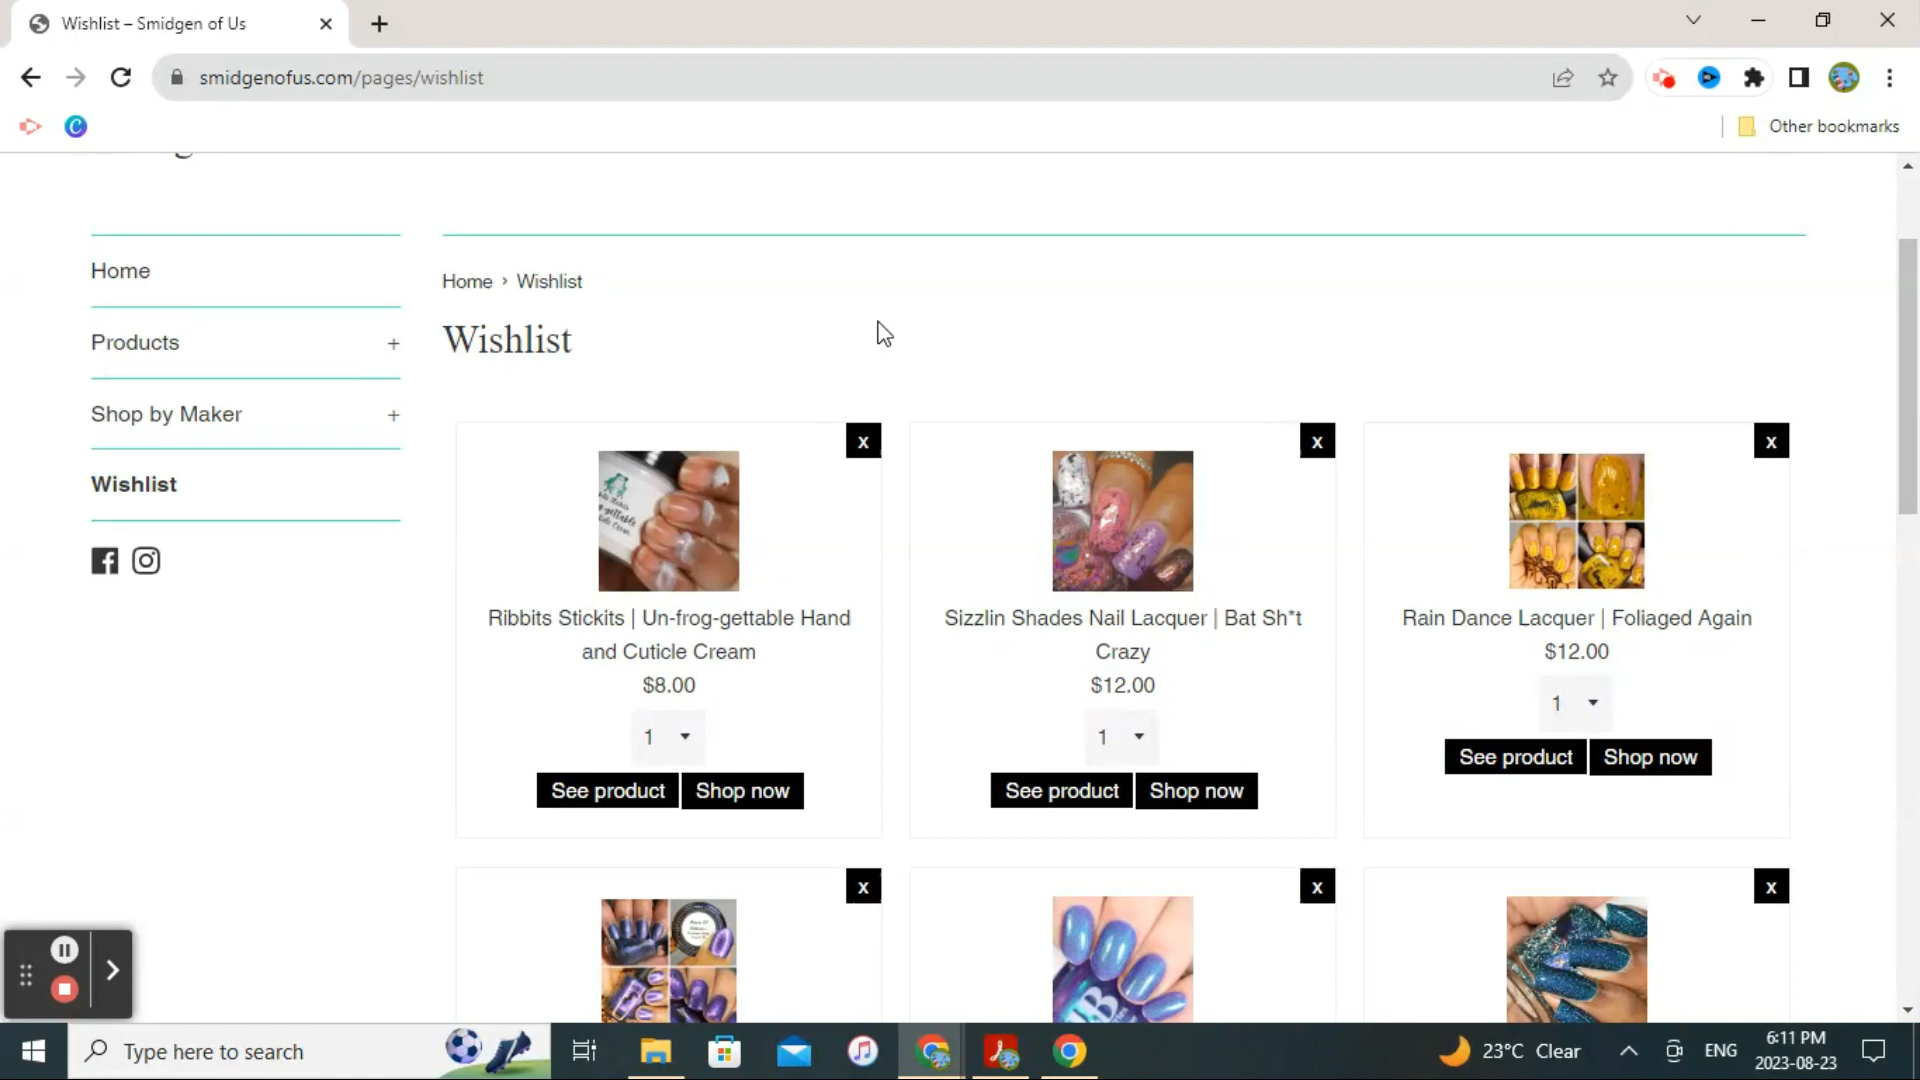 Wishlist – Smidgen of Us
smidgenofus.com/pages/wishlist
Other bookmarks
Home
Products +
Shop by Maker +
Wishlist
Home › Wishlist
Wishlist
x
Ribbits Stickits | Un-frog-gettable Hand
and Cuticle Cream
$8.00
1
See product Shop now
x
Sizzlin Shades Nail Lacquer | Bat Sh*t
Crazy
$12.00
1
See product Shop now
x
Rain Dance Lacquer | Foliaged Again
$12.00
1
See product Shop now
x
x
x
Type here to search
23°C Clear
ENG
6:11 PM
2023-08-23